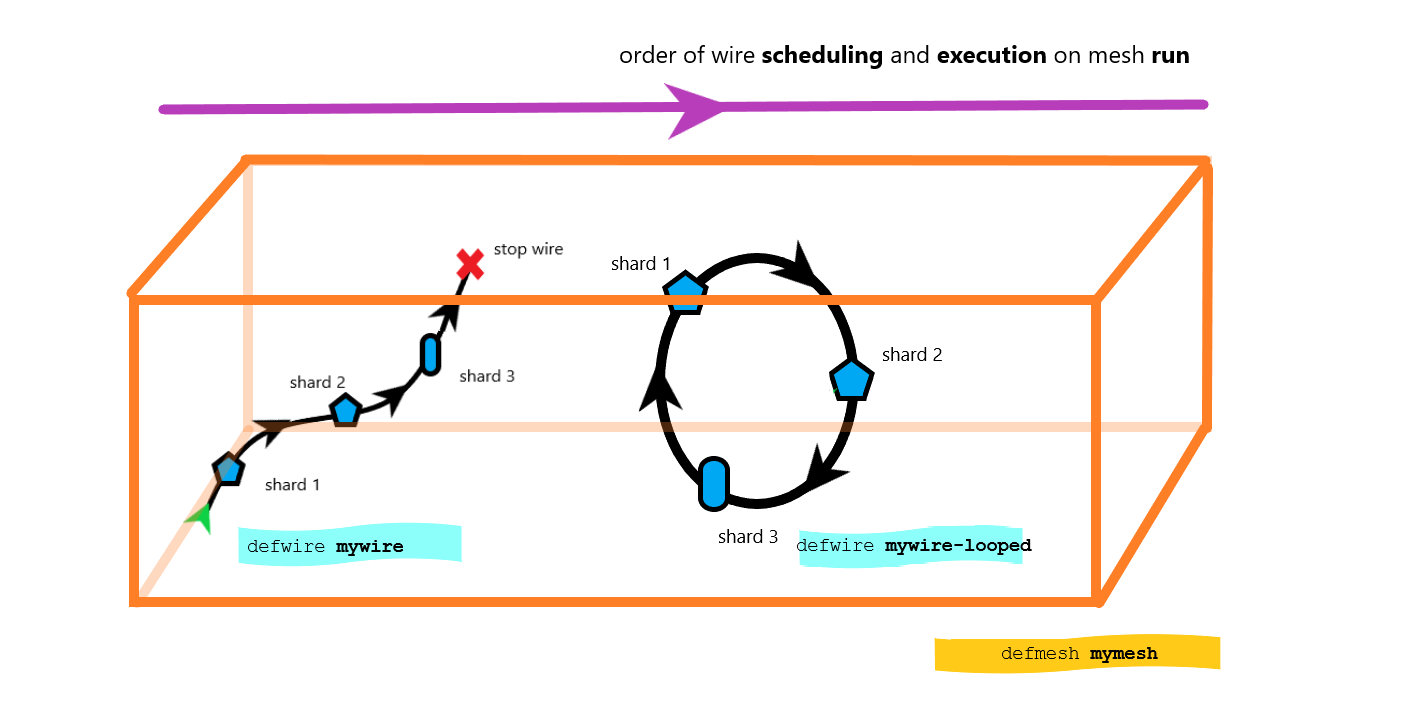 order of wire scheduling and execution on mesh run
stop wire
shard 1
shard 2
shard 2
shard 3
shard 1
shard 3
defwire mywire
defwire mywire-looped
defmesh mymesh